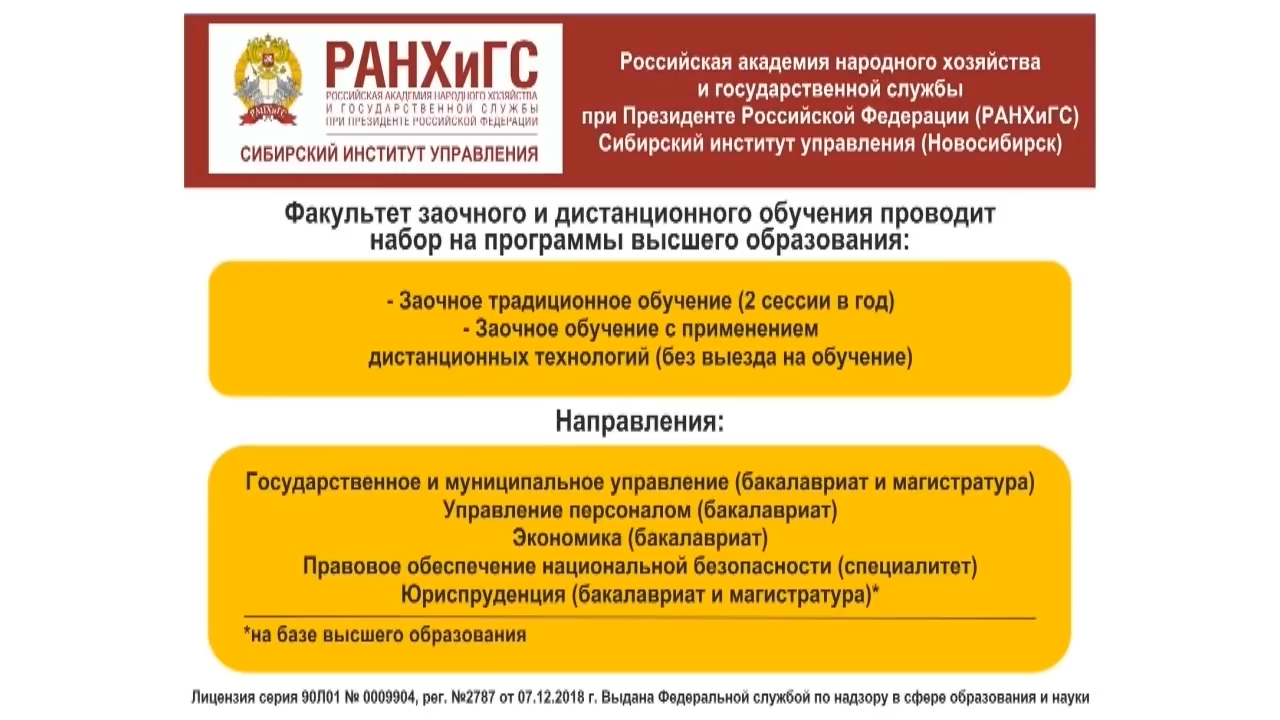 РАНХиГС
РОССИЙСКАЯ АКАДЕМИЯ НАРОДНОГО ХОЗЯЙСТВА
И ГОСУДАРСТВЕННОЙ СЛУЖБЫ
ПРИ ПРЕЗИДЕНТЕ РОССИЙСКОЙ ФЕДЕРАЦИИ
РАНХиГС
СИБИРСКИЙ ИНСТИТУТ УПРАВЛЕНИЯ
Российская академия народного хозяйства
и государственной службы
при Президенте Российской Федерации (РАНХиГС)
Сибирский институт управления (Новосибирск)
Факультет заочного и дистанционного обучения проводит
набор на программы высшего образования:
- Заочное традиционное обучение (2 сессии в год)
- Заочное обучение с применением
дистанционных технологий (без выезда на обучение)
Направления:
Государственное и муниципальное управление (бакалавриат и магистратура)
Управление персоналом (бакалавриат)
Экономика (бакалавриат)
Правовое обеспечение национальной безопасности (специалитет)
Юриспруденция (бакалавриат и магистратура)*
*на базе высшего образования
Лицензия серия 90Л01 № 0009904, рег. №2787 от 07.12.2018 г. Выдана Федеральной службой по надзору в сфере образования и науки